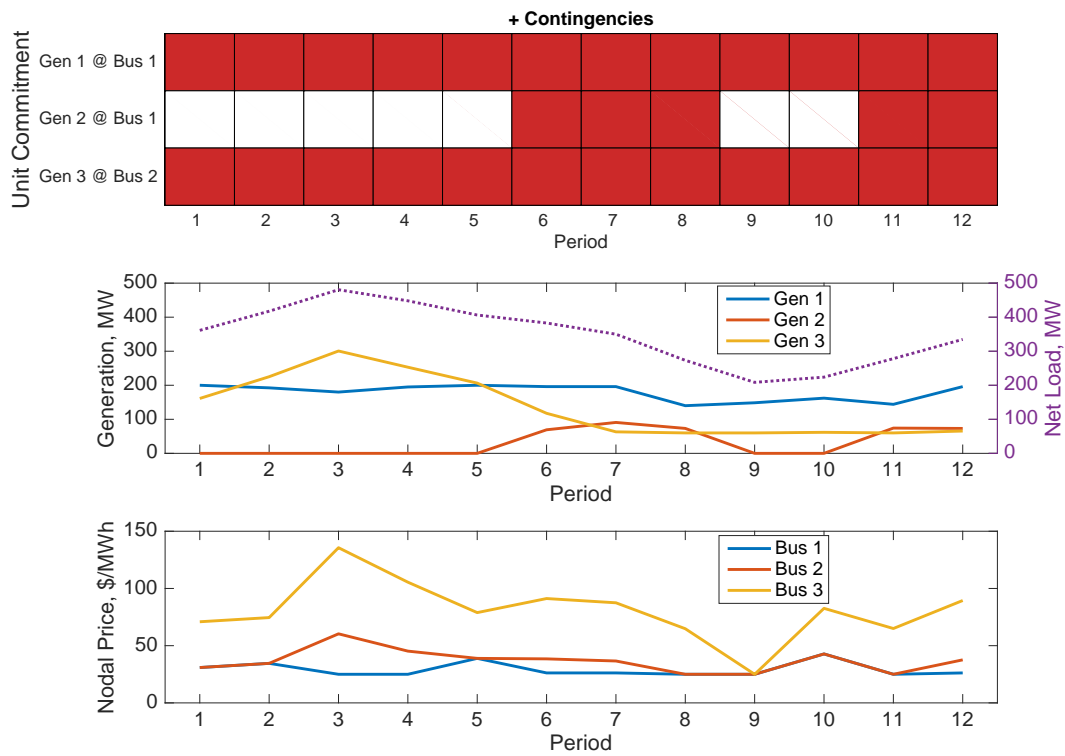 + Contingencies
Unit Commitment
Gen 1 @ Bus 1
Gen 2 @ Bus 1
Gen 3 @ Bus 2
1 2 3 4 5 6 7 8 9 10 11 12
Period
Generation, MW
500
400
300
200
100
0
Gen 1
Gen 2
Gen 3
500
400
300
200
100
0
Net Load, MW
1 2 3 4 5 6 7 8 9 10 11 12
Period
Nodal Price, $/MWh
150
100
50
0
Bus 1
Bus 2
Bus 3
1 2 3 4 5 6 7 8 9 10 11 12
Period